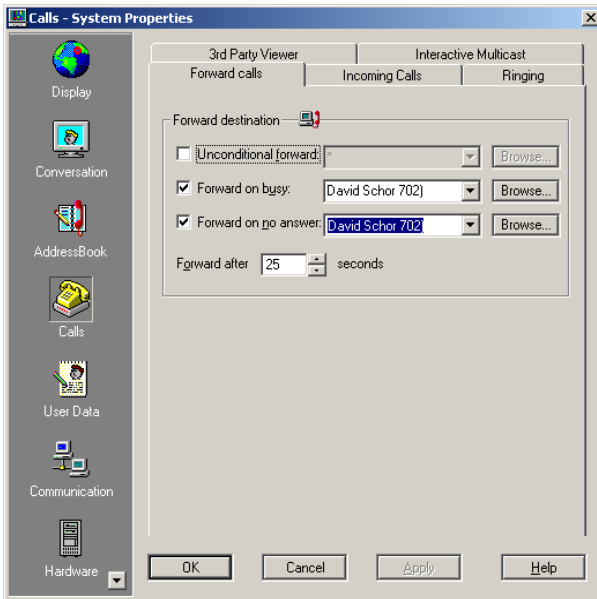 Calls - System Properties
Display
Conversation
AddressBook
Calls
User Data
Communication
Hardware
3rd Party Viewer
Interactive Multicast
Forward calls
Incoming Calls
Ringing
Forward destination
Unconditional forward:
Browse...
Forward on busy:
David Schor 702)
Browse...
Forward on no answer:
David Schor 702)
Browse...
Forward after 25 seconds
OK
Cancel
Apply
Help